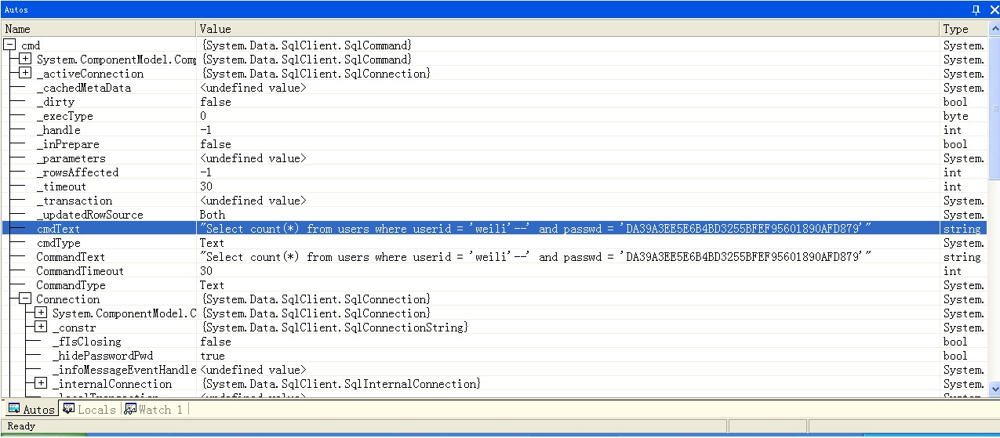 Autos
Name Value Type
cmd {System.Data.SqlClient.SqlCommand} System.
System.ComponentModel.Comp {System.Data.SqlClient.SqlCommand} System.
_activeConnection {System.Data.SqlClient.SqlConnection} System.
_cachedMetaData <undefined value> System.
_dirty false bool
_execType 0 byte
_handle -1 int
_inPrepare false bool
_parameters <undefined value> System.
_rowsAffected -1 int
_timeout 30 int
_transaction <undefined value> System.
_updatedRowSource Both System.
cmdText "Select count(*) from users where userid = 'weili'--' and passwd = 'DA39A3EE5E6B4BD3255BFEF95601890AFD879'" string
cmdType Text System.
CommandText "Select count(*) from users where userid = 'weili'--' and passwd = 'DA39A3EE5E6B4BD3255BFEF95601890AFD879'" string
CommandTimeout 30 int
CommandType Text System.
Connection {System.Data.SqlClient.SqlConnection} System.
System.ComponentModel.C {System.Data.SqlClient.SqlConnection} System.
_constr {System.Data.SqlClient.SqlConnectionString} System.
_fIsClosing false bool
_hidePasswordPwd true bool
_infoMessageEventHandle <undefined value> System.
_internalConnection {System.Data.SqlClient.SqlInternalConnection} System.
_localTransaction <undefined value> System.
Autos Locals Watch 1
Ready